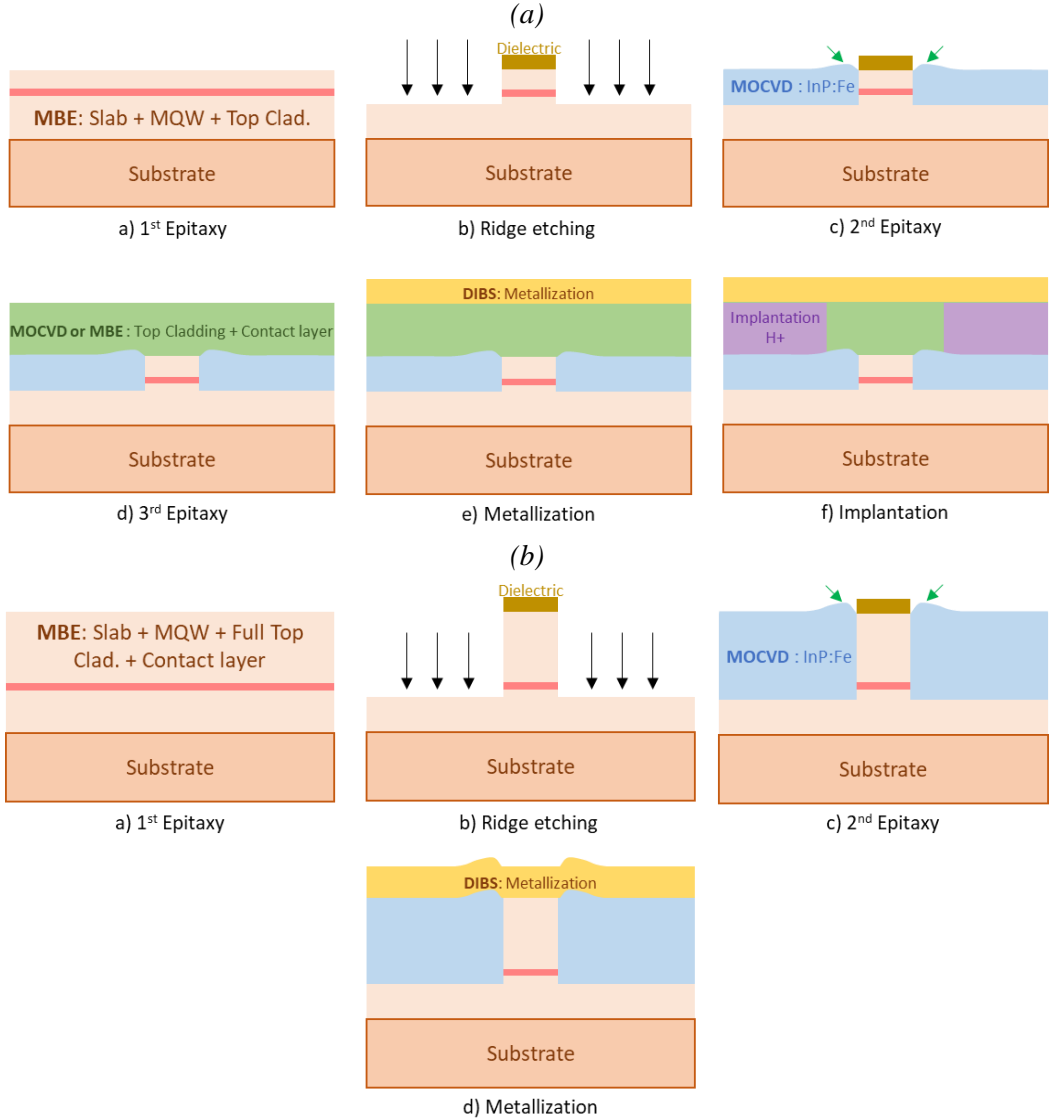 (a)
MBE: Slab + MQW + Top Clad.
Substrate
a) 1st Epitaxy
Dielectric
Substrate
b) Ridge etching
MOCVD : InP:Fe
Substrate
c) 2nd Epitaxy
MOCVD or MBE : Top Cladding + Contact layer
Substrate
d) 3rd Epitaxy
DIBS: Metallization
Substrate
e) Metallization
Implantation
H+
Substrate
f) Implantation
(b)
MBE: Slab + MQW + Full Top
Clad. + Contact layer
Substrate
a) 1st Epitaxy
Dielectric
Substrate
b) Ridge etching
MOCVD : InP:Fe
Substrate
c) 2nd Epitaxy
DIBS: Metallization
Substrate
d) Metallization